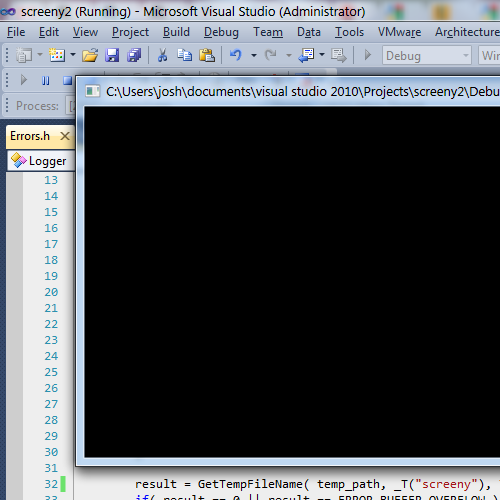 screeny2 (Running) - Microsoft Visual Studio (Administrator)
File Edit View Project Build Debug Team Data Tools VMware Architecture
Debug Win
Process:
C:\Users\josh\documents\visual studio 2010\Projects\screeny2\Debu
Errors.h
Logger
13
14
15
16
17
18
19
20
21
22
23
24
25
26
27
28
29
30
31
32 result = GetTempFileName( temp_path, _T("screeny"),
33 if( result == 0 || result == ERROR_BUFFER_OVERFLOW )